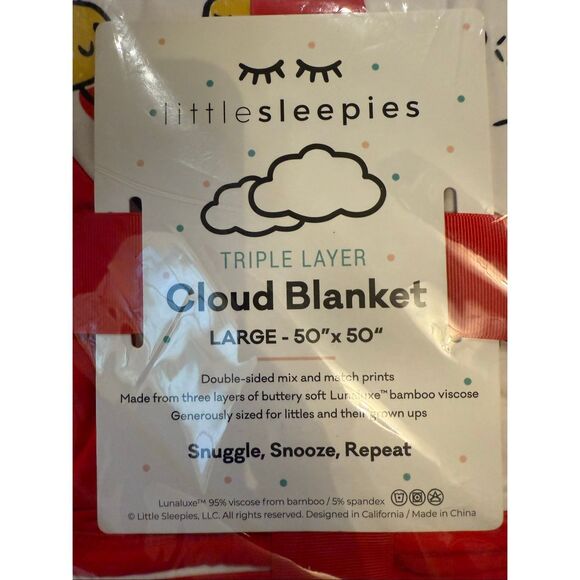 littlesleepies
TRIPLE LAYER
Cloud Blanket
LARGE - 50" x 50"
Double-sided mix and match prints
Made from three layers of buttery soft Lunaluxe™ bamboo viscose
Generously sized for littles and their grown ups
Snuggle, Snooze, Repeat
Lunaluxe™ 95% viscose from bamboo / 5% spandex
© Little Sleepies, LLC. All rights reserved. Designed in California / Made in China